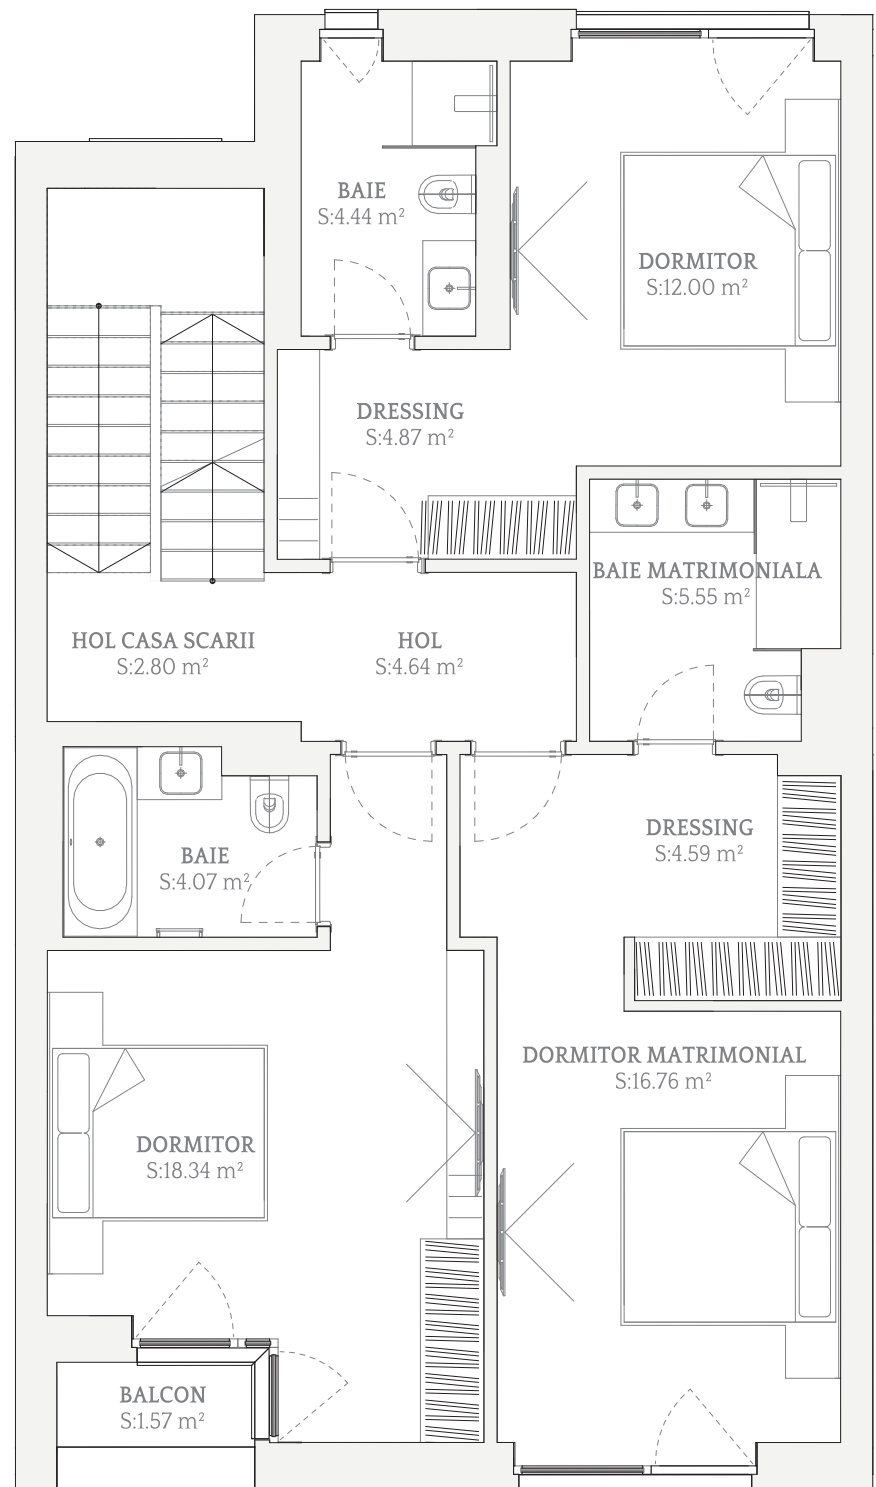 BAIE
S:4.44 m²
DORMITOR
S:12.00 m²
DRESSING
S:4.87 m²
BAIE MATRIMONIALA
S:5.55 m²
HOL CASA SCARII
S:2.80 m²
HOL
S:4.64 m²
DRESSING
S:4.59 m²
BAIE
S:4.07 m²
DORMITOR MATRIMONIAL
S:16.76 m²
DORMITOR
S:18.34 m²
BALCON
S:1.57 m²